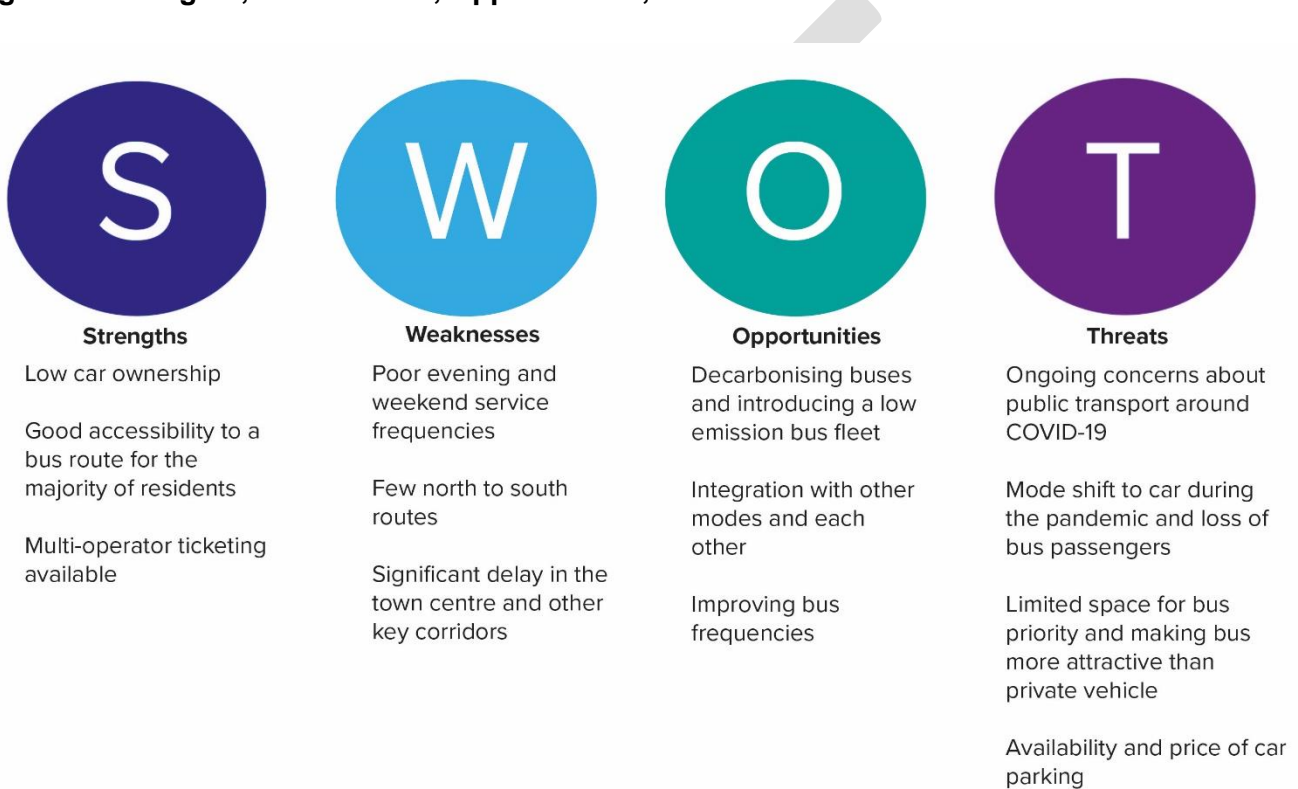 S
W
O
T
Strengths
Low car ownership
Good accessibility to a
bus route for the
majority of residents
Multi-operator ticketing
available
Weaknesses
Poor evening and
weekend service
frequencies
Few north to south
routes
Significant delay in the
town centre and other
key corridors
Opportunities
Decarbonising buses
and introducing a low
emission bus fleet
Integration with other
modes and each
other
Improving bus
frequencies
Threats
Ongoing concerns about
public transport around
COVID-19
Mode shift to car during
the pandemic and loss of
bus passengers
Limited space for bus
priority and making bus
more attractive than
private vehicle
Availability and price of car
parking